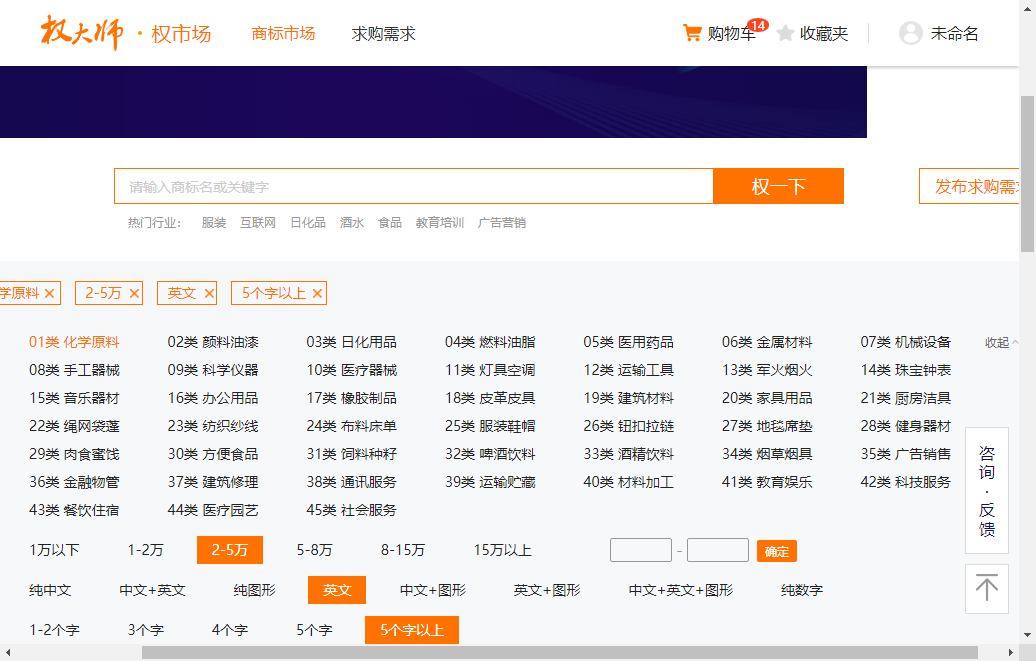 权大师 · 权市场 商标市场 求购需求 购物车 14 收藏夹 未命名
请输入商标名或关键字 权一下 发布求购需求
热门行业： 服装 互联网 日化品 酒水 食品 教育培训 广告营销
学原料 × 2-5万 × 英文 × 5个字以上 ×
01类 化学原料 02类 颜料油漆 03类 日化用品 04类 燃料油脂 05类 医用药品 06类 金属材料 07类 机械设备 收起
08类 手工器械 09类 科学仪器 10类 医疗器械 11类 灯具空调 12类 运输工具 13类 军火烟火 14类 珠宝钟表
15类 音乐器材 16类 办公用品 17类 橡胶制品 18类 皮革皮具 19类 建筑材料 20类 家具用品 21类 厨房洁具
22类 绳网袋蓬 23类 纺织纱线 24类 布料床单 25类 服装鞋帽 26类 钮扣拉链 27类 地毯席垫 28类 健身器材
29类 肉食蜜饯 30类 方便食品 31类 饲料种籽 32类 啤酒饮料 33类 酒精饮料 34类 烟草烟具 35类 广告销售
36类 金融物管 37类 建筑修理 38类 通讯服务 39类 运输贮藏 40类 材料加工 41类 教育娱乐 42类 科技服务
43类 餐饮住宿 44类 医疗园艺 45类 社会服务
1万以下 1-2万 2-5万 5-8万 8-15万 15万以上 - 确定
纯中文 中文+英文 纯图形 英文 中文+图形 英文+图形 中文+英文+图形 纯数字
1-2个字 3个字 4个字 5个字 5个字以上
咨询·反馈